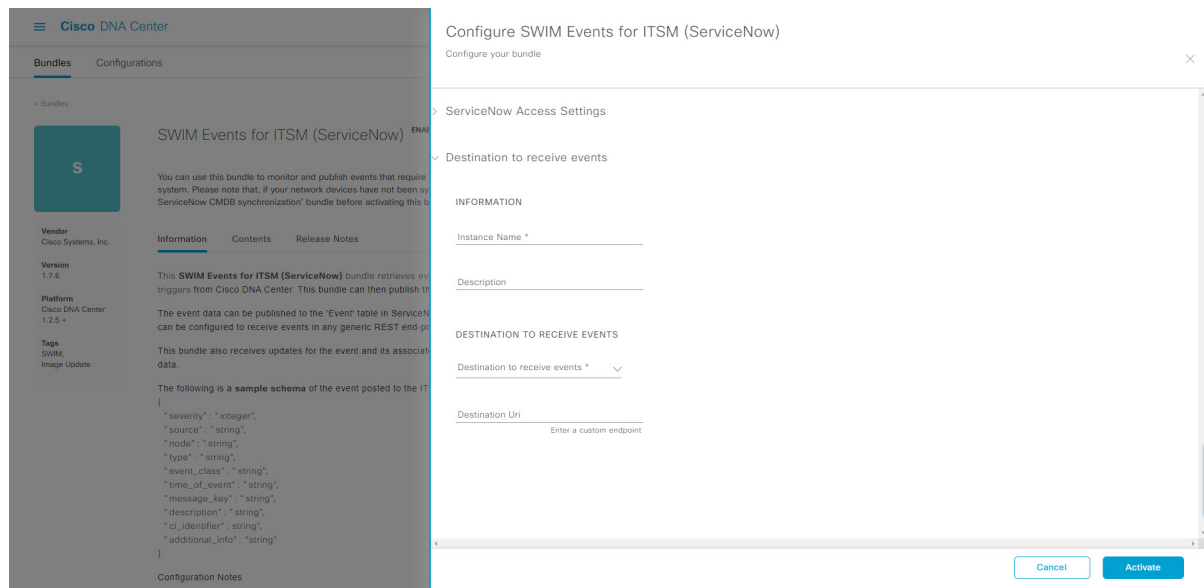 Cisco DNA Center
Bundles Configurations
< Bundles
S
SWIM Events for ITSM (ServiceNow)
You can use this bundle to monitor and publish events that require
system. Please note that, if your network devices have not been
ServiceNow CMDB synchronization' bundle before activating this
Vendor
Cisco Systems, Inc.
Version
1.7.6
Platform
Cisco DNA Center
1.2.5 +
Tags
SWIM,
Image Update
Information Contents Release Notes
This SWIM Events for ITSM (ServiceNow) bundle retrieves
triggers from Cisco DNA Center. This bundle can then publish
The event data can be published to the 'Event' table in
can be configured to receive events in any generic REST
This bundle also receives updates for the event and its
data.
The following is a sample schema of the event posted to the
{
"severity" : "integer",
"source" : "string",
"node" : "string",
"type" : "string",
"event_class" : "string",
"time_of_event" : "string",
"message_key" : "string",
"description" : "string",
"ci_identifier" : string",
"additional_info" : "string"
}
Configuration Notes
Configure SWIM Events for ITSM (ServiceNow)
Configure your bundle
> ServiceNow Access Settings
Destination to receive events
INFORMATION
Instance Name *
Description
DESTINATION TO RECEIVE EVENTS
Destination to receive events *
Destination Uri
Enter a custom endpoint
Cancel Activate